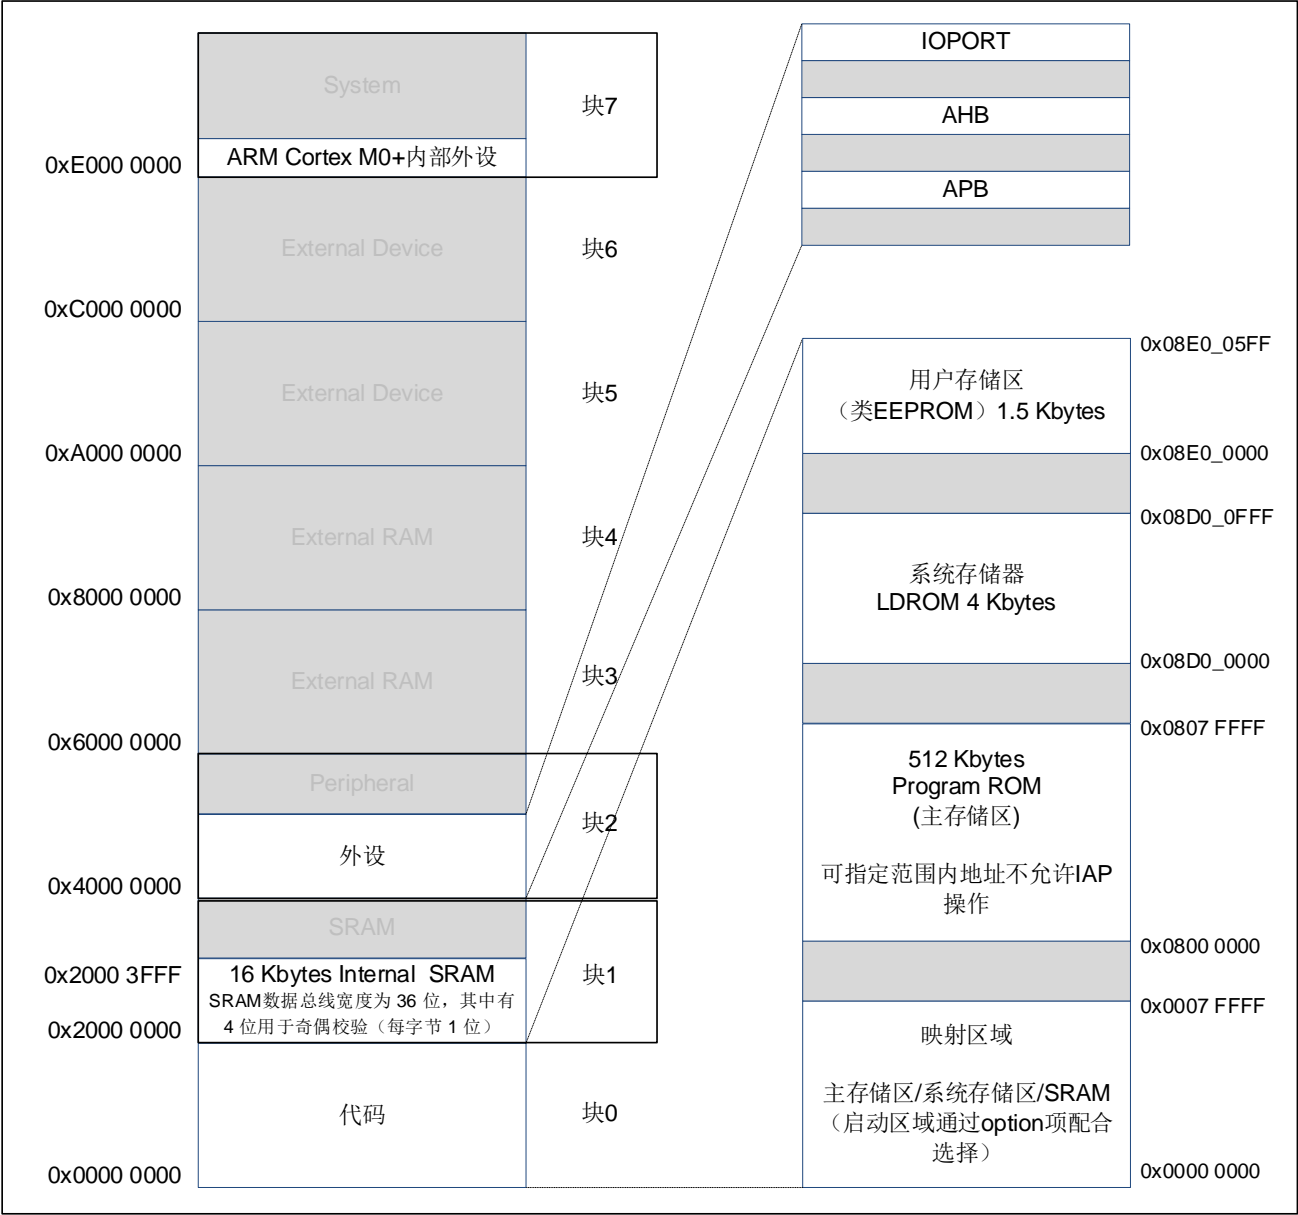 System
块7
0xE000 0000
ARM Cortex M0+内部外设
External Device
块6
0xC000 0000
External Device
块5
0xA000 0000
External RAM
块4
0x8000 0000
External RAM
块3
0x6000 0000
Peripheral
块2
外设
0x4000 0000
SRAM
0x2000 3FFF
16 Kbytes Internal SRAM
块1
SRAM数据总线宽度为 36 位，其中有
4 位用于奇偶校验（每字节 1 位）
0x2000 0000
代码
块0
0x0000 0000
IOPORT
AHB
APB
0x08E0_05FF
用户存储区
（类EEPROM）1.5 Kbytes
0x08E0_0000
0x08D0_0FFF
系统存储器
LDROM 4 Kbytes
0x08D0_0000
0x0807 FFFF
512 Kbytes
Program ROM
(主存储区)
可指定范围内地址不允许IAP
操作
0x0800 0000
0x0007 FFFF
映射区域
主存储区/系统存储区/SRAM
（启动区域通过option项配合
选择）
0x0000 0000